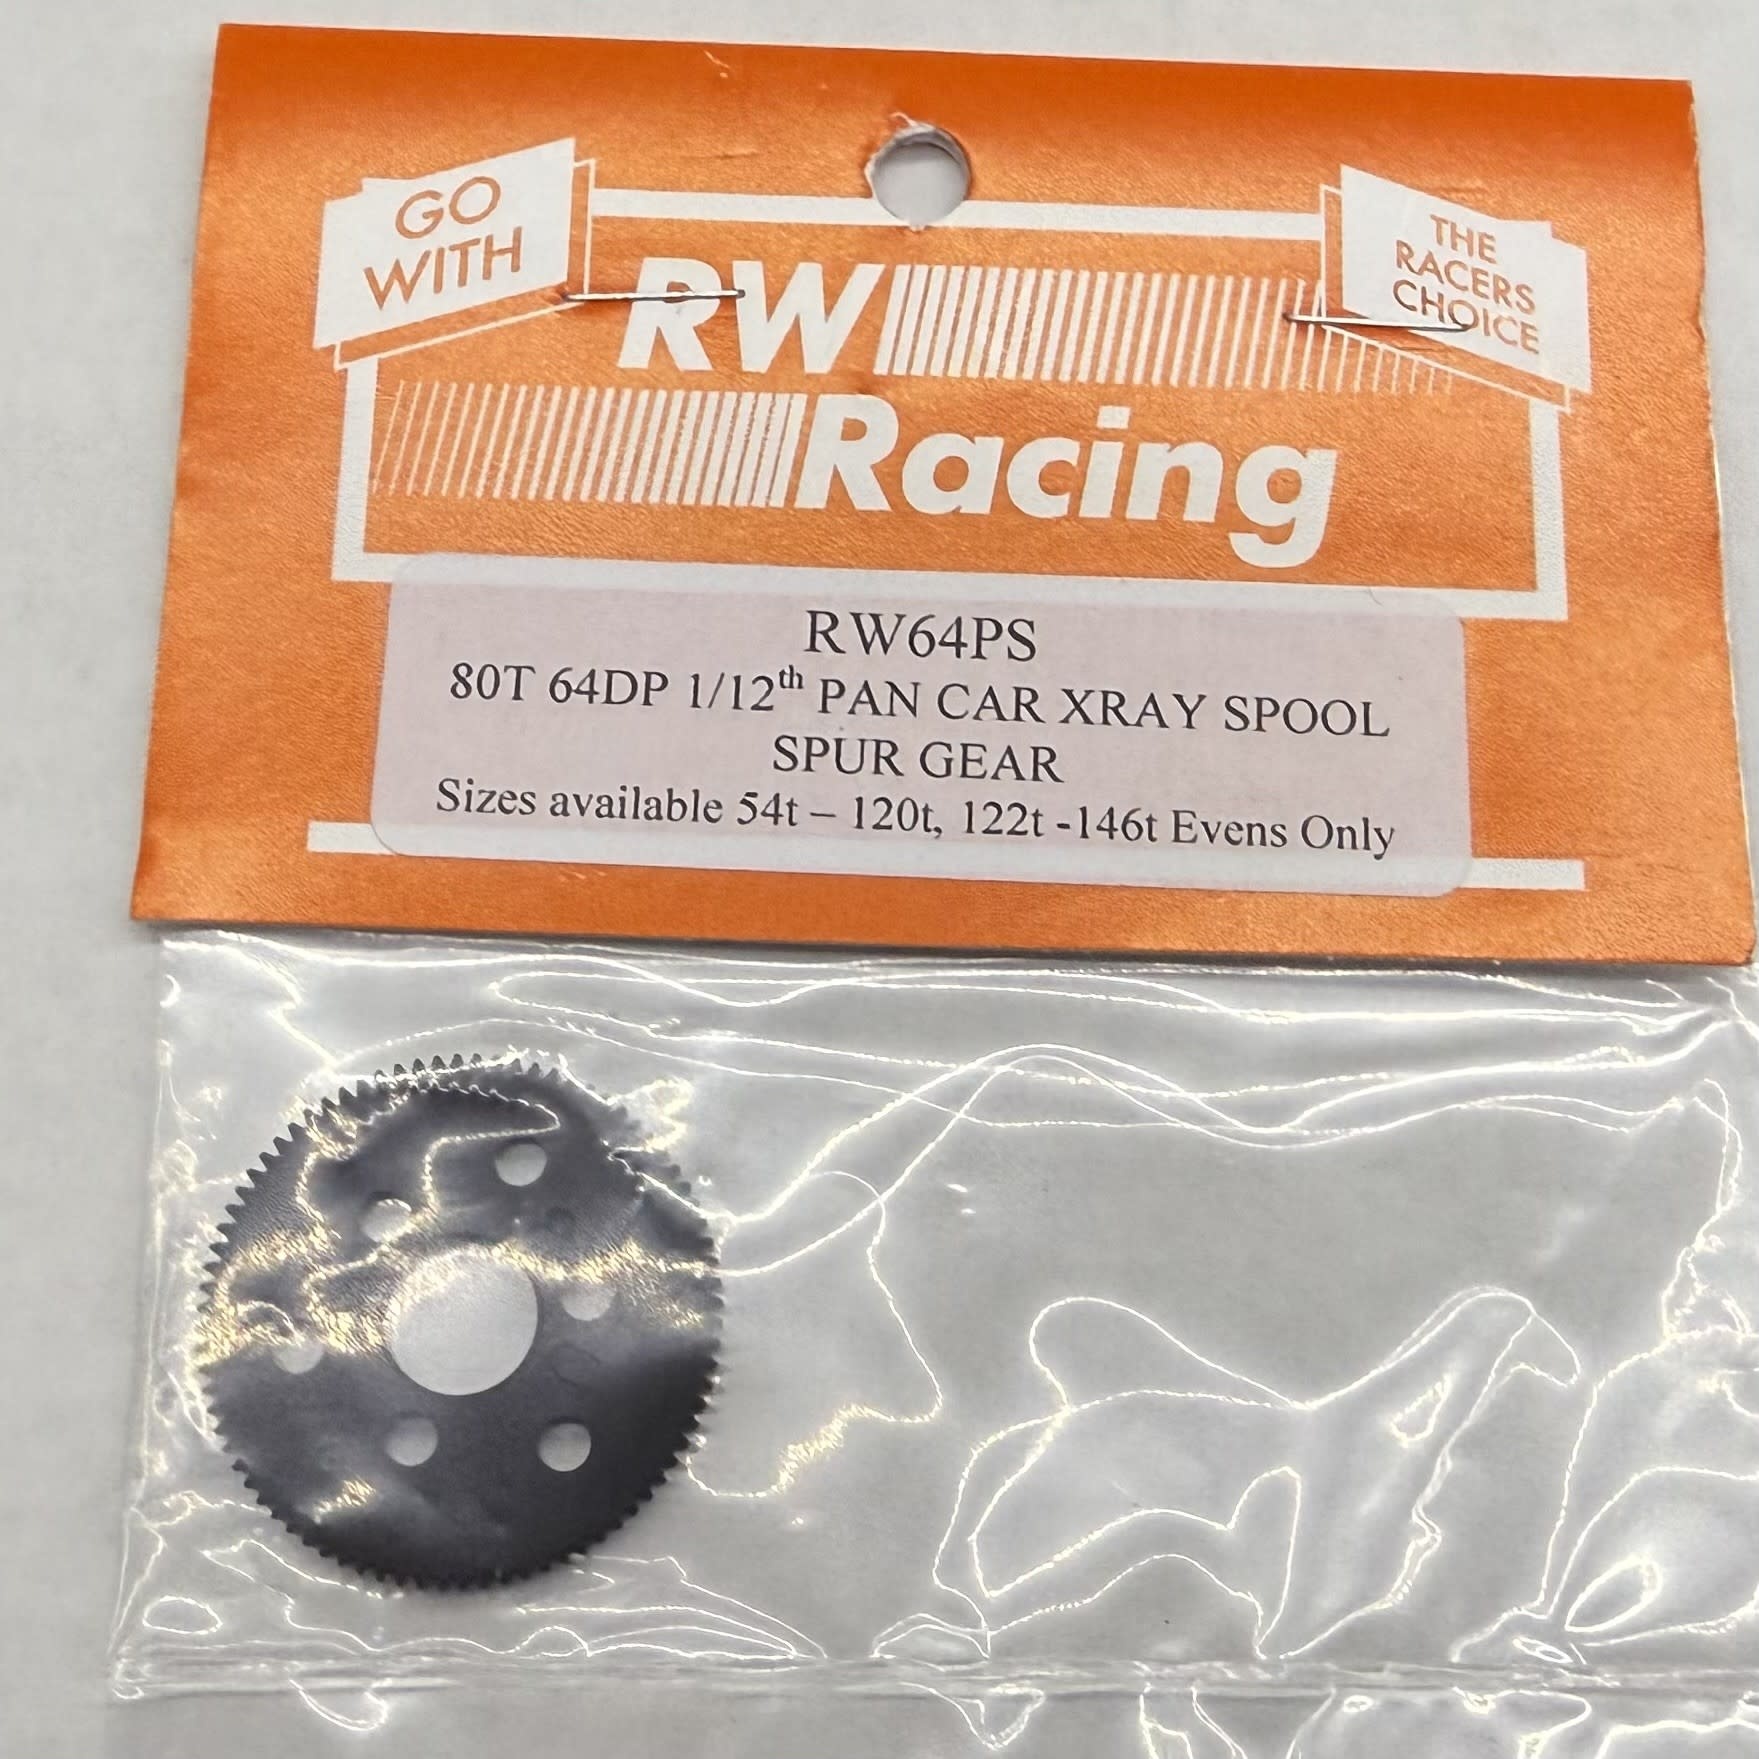 GO
WITH
THE
RACERS
CHOICE
RW
Racing
RW64PS
80T 64DP 1/12th PAN CAR XRAY SPOOL
SPUR GEAR
Sizes available 54t – 120t, 122t -146t Evens Only